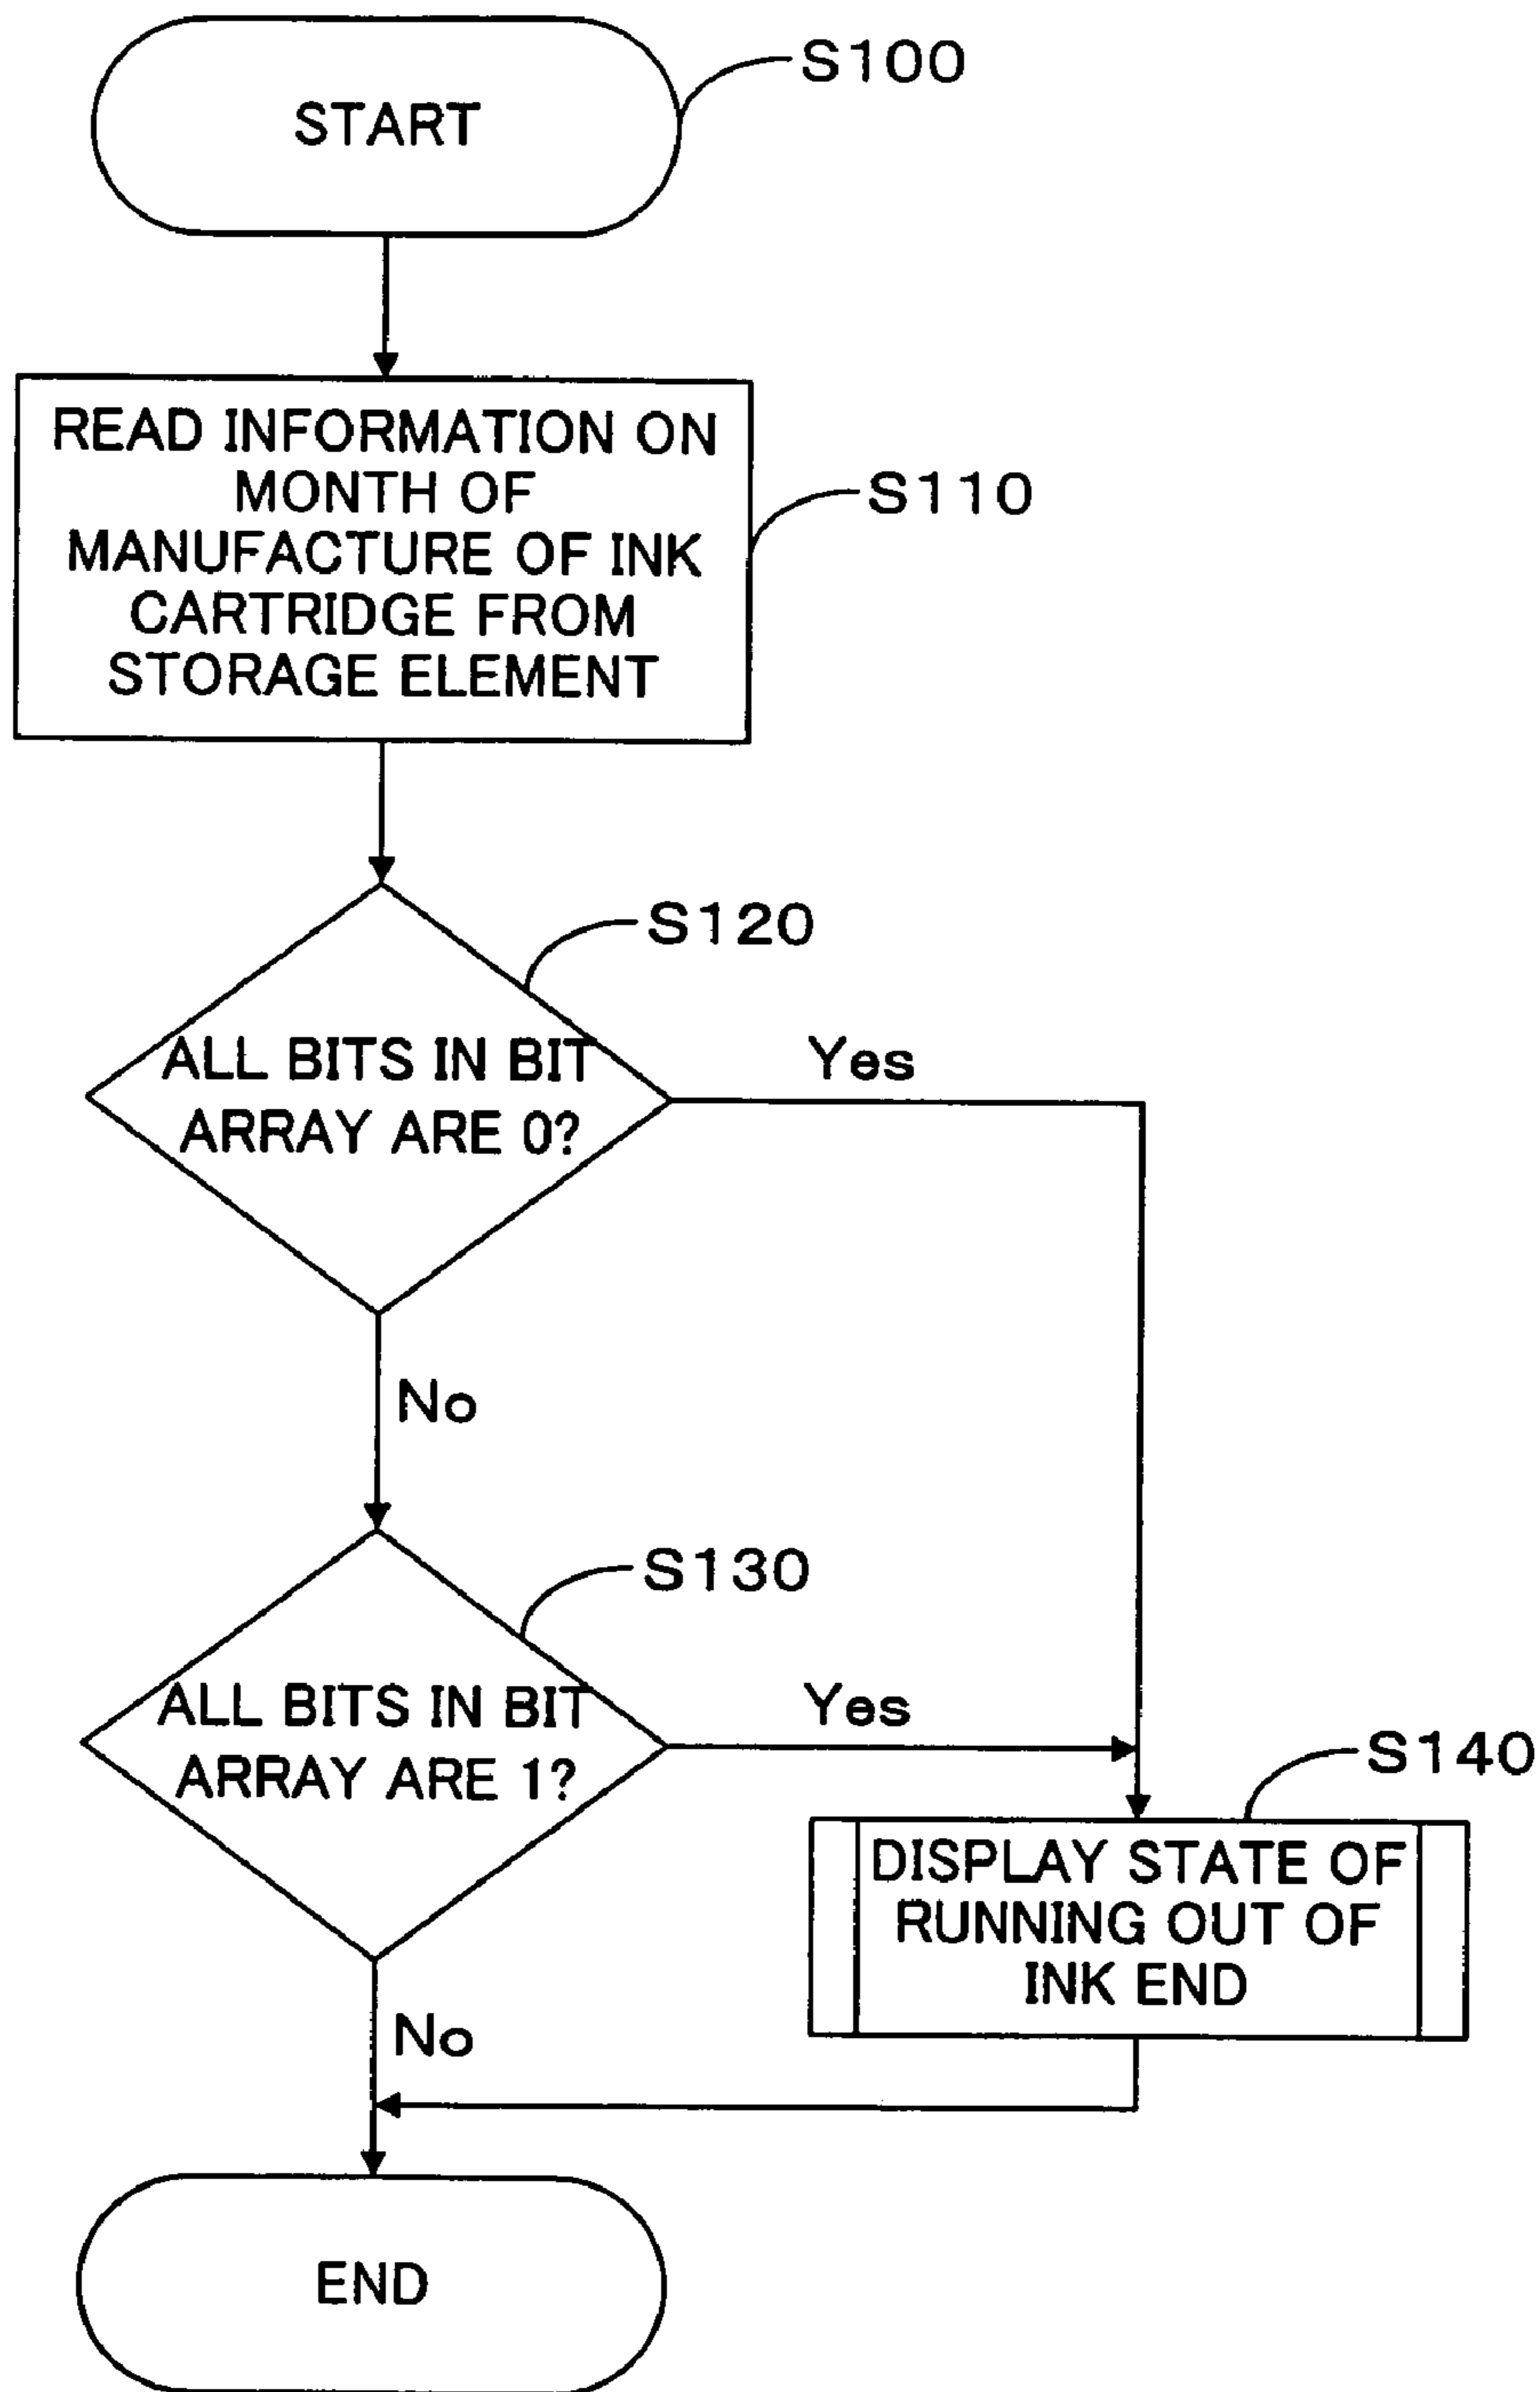 START
S100
READ INFORMATION ON
MONTH OF
MANUFACTURE OF INK
CARTRIDGE FROM
STORAGE ELEMENT
S110
S120
ALL BITS IN BIT
ARRAY ARE 0?
Yes
No
S130
ALL BITS IN BIT
ARRAY ARE 1?
Yes
S140
DISPLAY STATE OF
RUNNING OUT OF
INK END
No
END